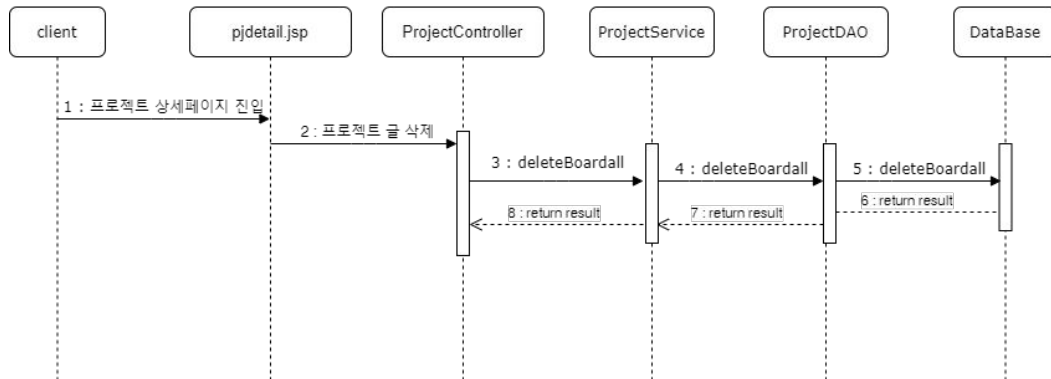 client
pjdetail.jsp
ProjectController
ProjectService
ProjectDAO
DataBase
1 : 프로젝트 상세페이지 진입
2 : 프로젝트 글 삭제
3 : deleteBoardall
4 : deleteBoardall
5 : deleteBoardall
6 : return result
7 : return result
8 : return result